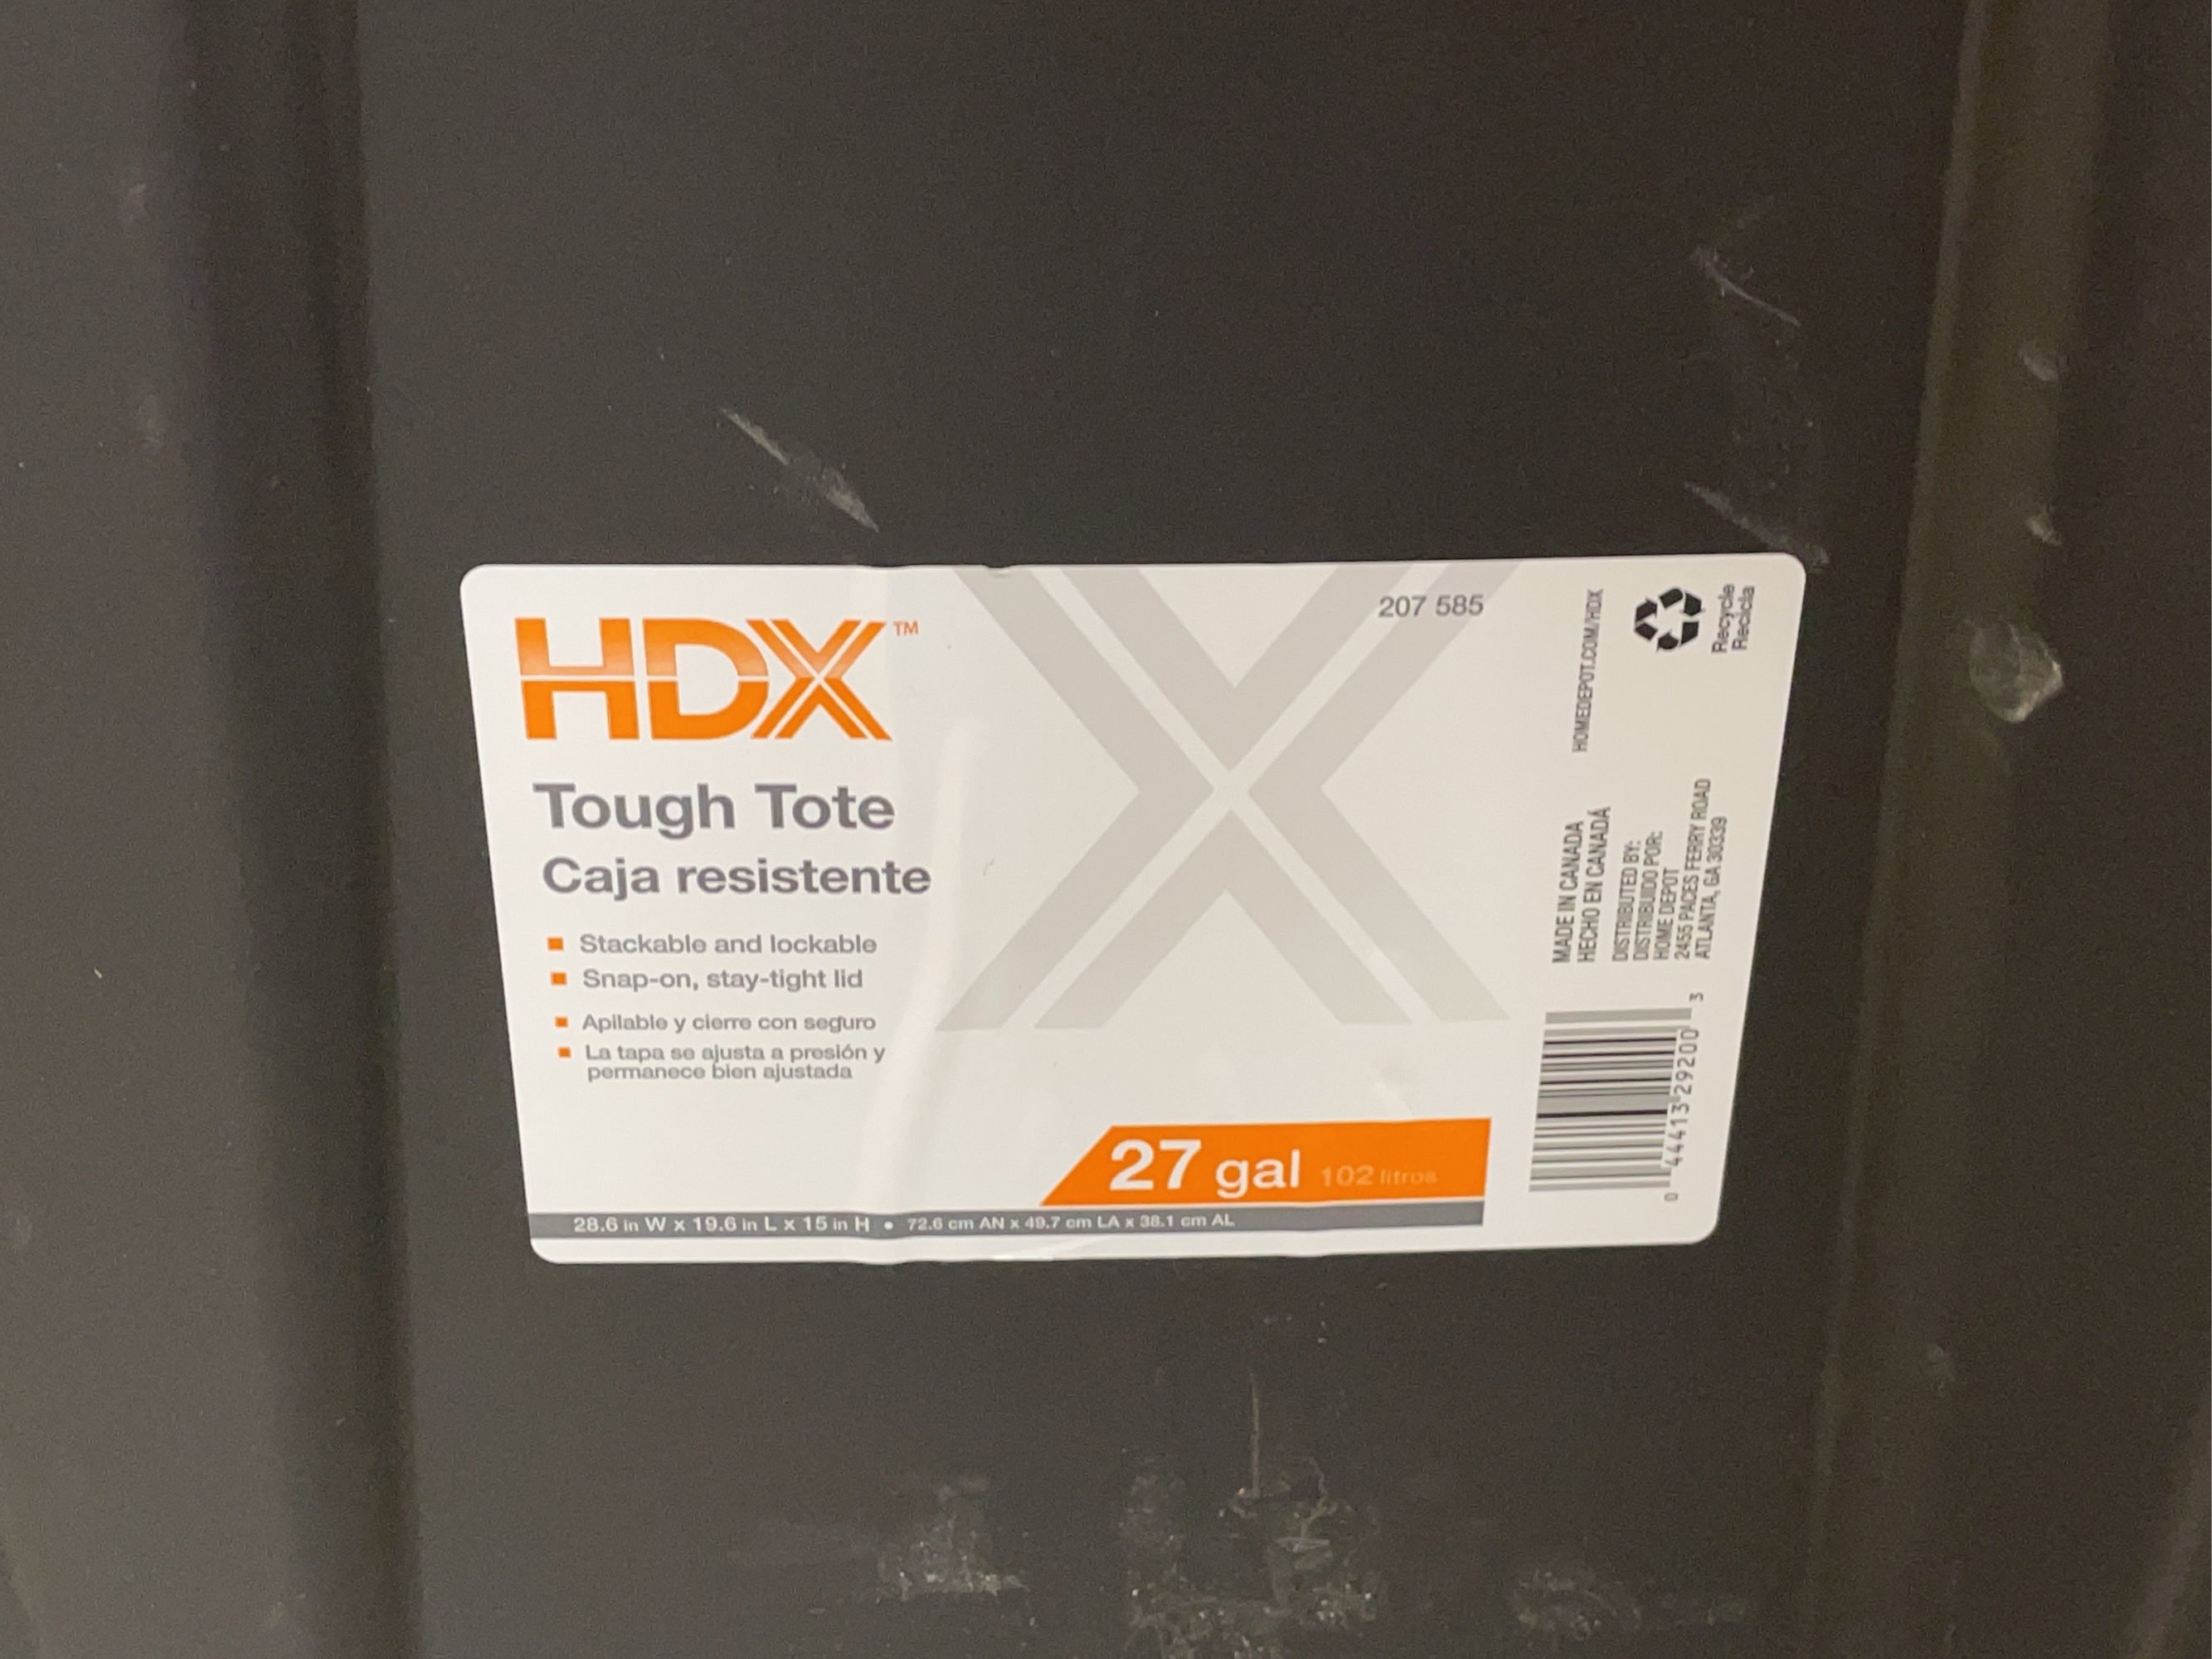 HDX™
207 585
Tough Tote
Caja resistente
Stackable and lockable
Snap-on, stay-tight lid
Apilable y cierre con seguro
La tapa se ajusta a presión y
permanece bien ajustada
27 gal 102 litros
28.6 in W x 19.6 in L x 15 in H • 72.6 cm AN x 49.7 cm LA x 38.1 cm AL
HOMEDEPOT.COM/HDX
Recycle
Recicla
MADE IN CANADA
HECHO EN CANADÁ
DISTRIBUTED BY:
DISTRIBUIDO POR:
HOME DEPOT
2455 PACES FERRY ROAD
ATLANTA, GA 30339
0 44413 29200 3